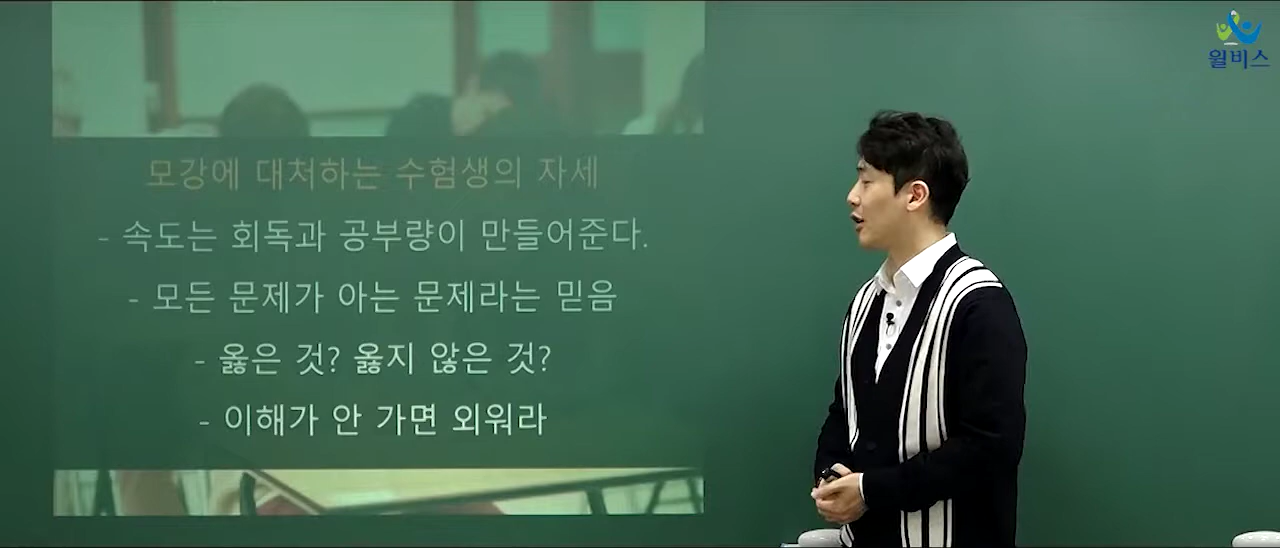 윌비스
모강에 대처하는 수험생의 자세
- 속도는 회독과 공부량이 만들어준다.
- 모든 문제가 아는 문제라는 믿음
- 옳은 것? 옳지 않은 것?
- 이해가 안 가면 외워라